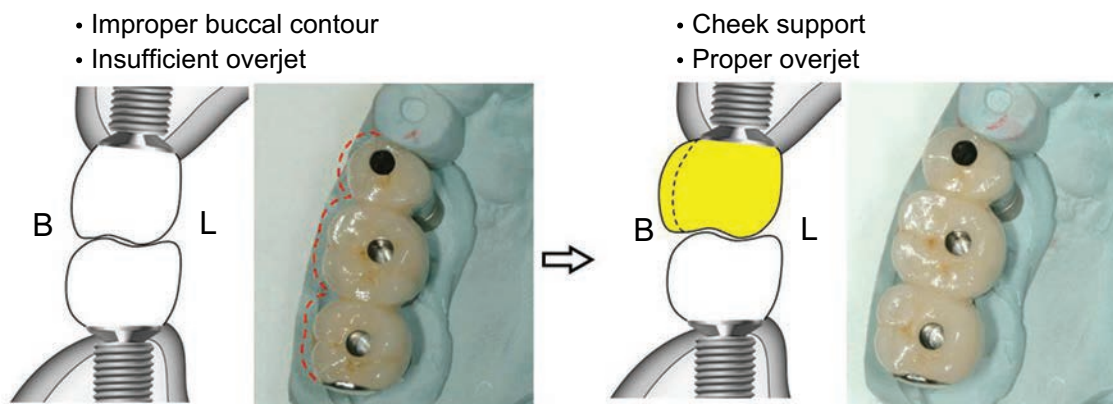 • Improper buccal contour
• Insufficient overjet
• Cheek support
• Proper overjet
B
L
B
L